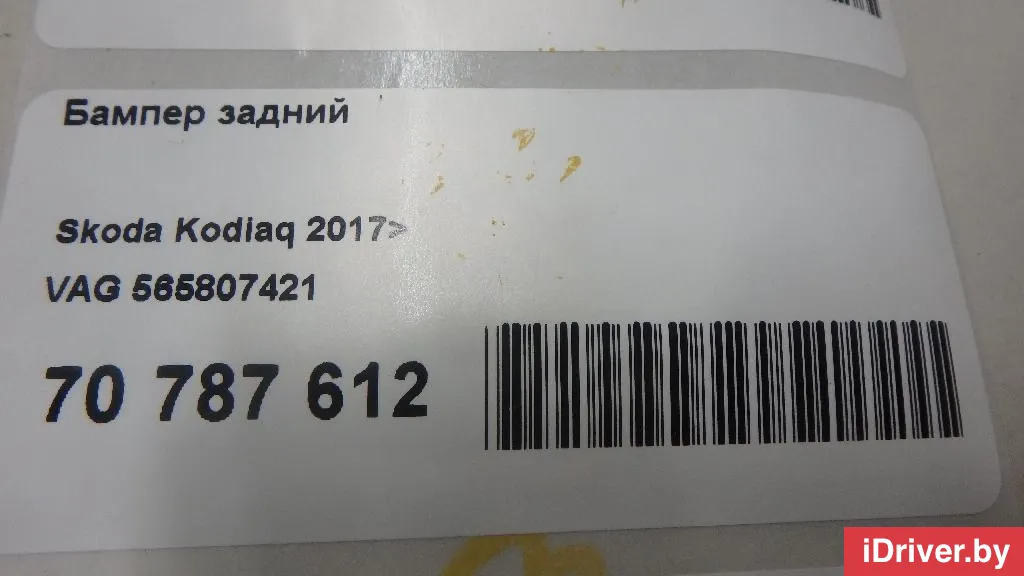 Бампер задний
Skoda Kodiaq 2017>
VAG 565807421
70 787 612
iDriver.by